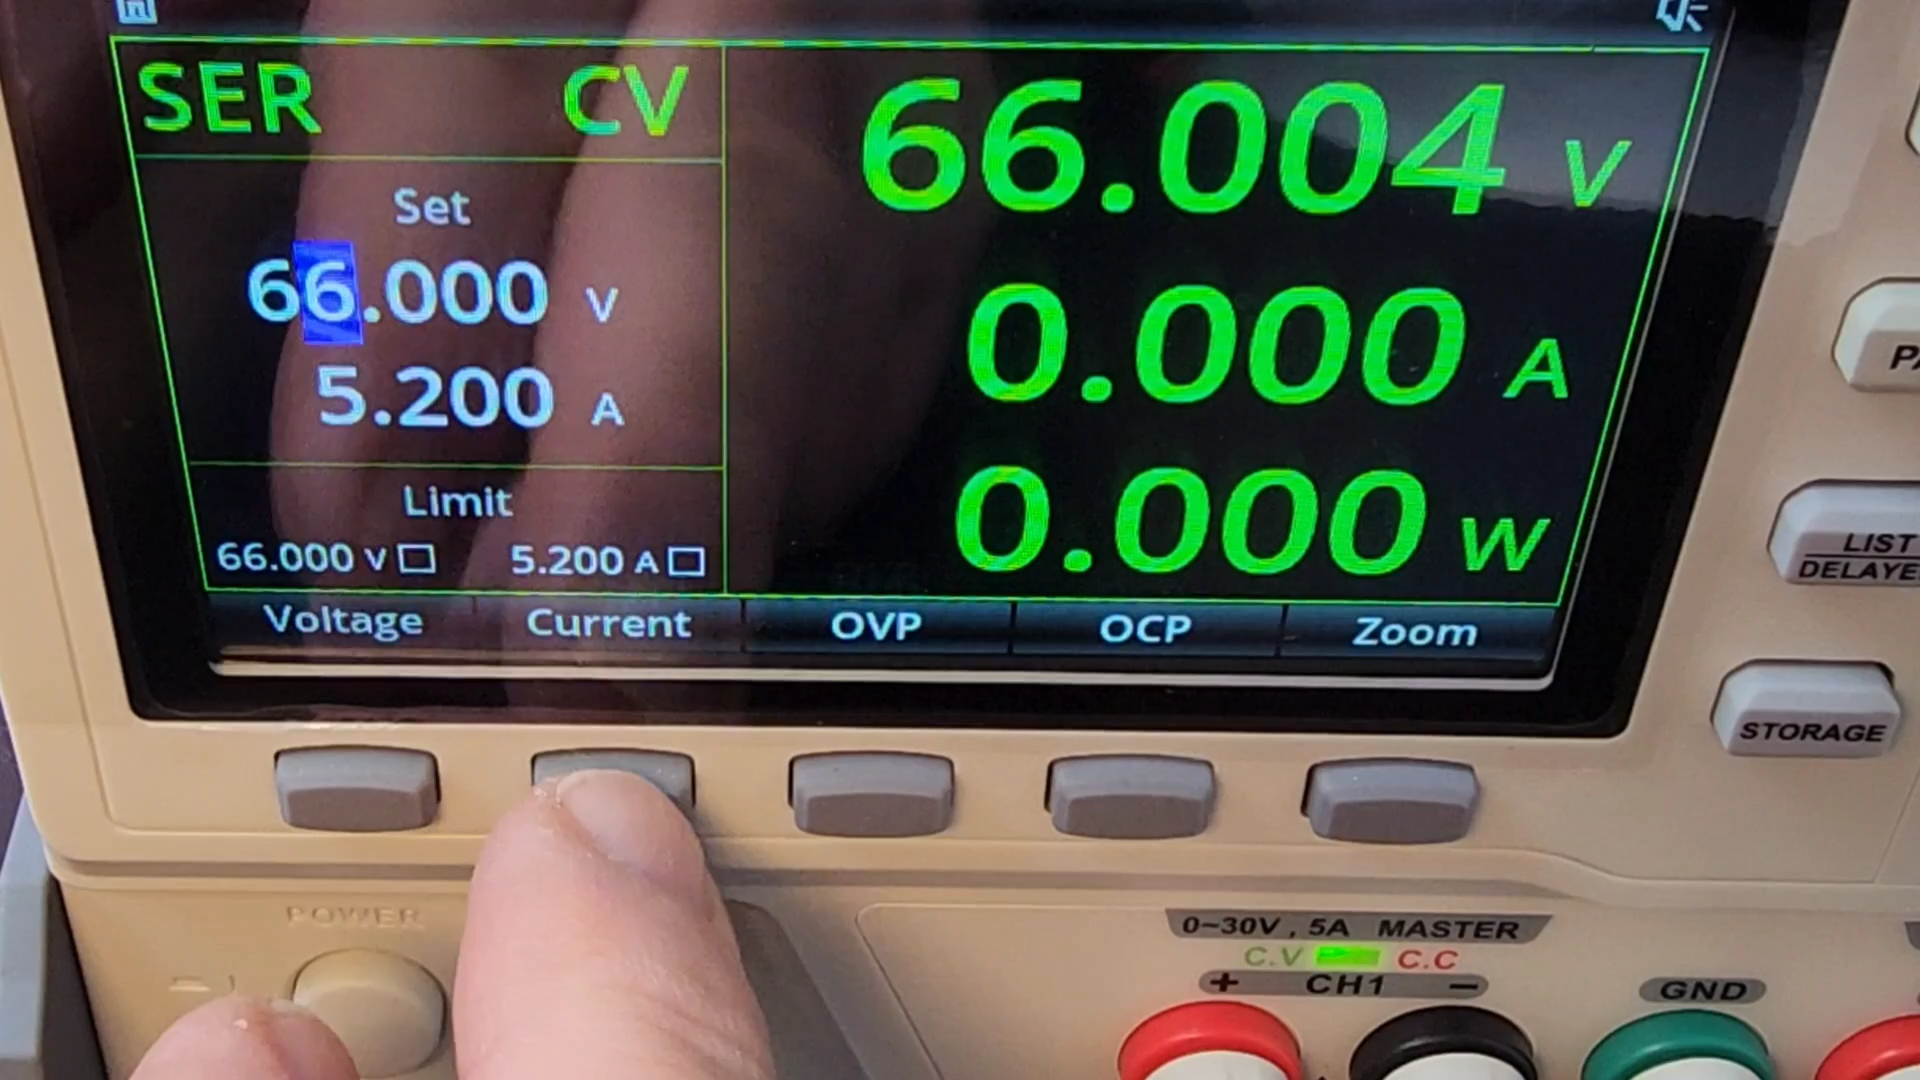 SER CV
66.004 V
Set
66.000 V
0.000 A
5.200 A
Limit
0.000 W
66.000 V 5.200 A
Voltage Current OVP OCP Zoom
LIST
DELAYE
STORAGE
POWER
0~30V , 5A MASTER
C.V C.C
+ CH1 −
GND